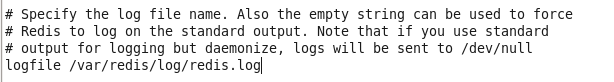 # Specify the log file name. Also the empty string can be used to force
# Redis to log on the standard output. Note that if you use standard
# output for logging but daemonize, logs will be sent to /dev/null
logfile /var/redis/log/redis.log